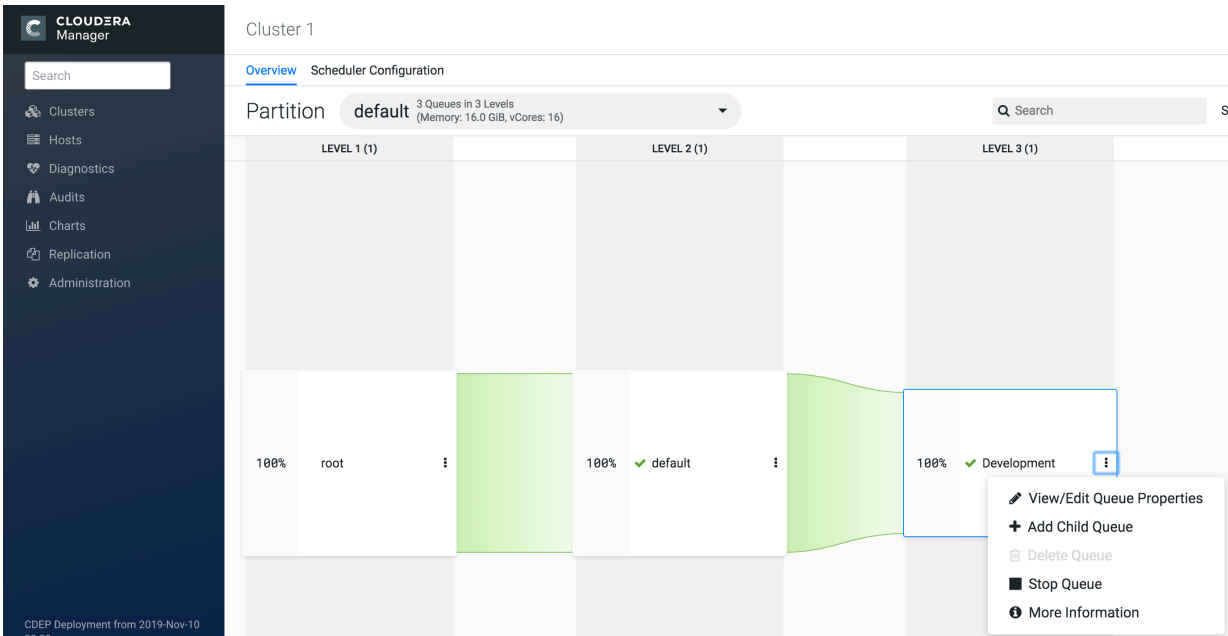 CLOUDERA
Manager
Search
Clusters
Hosts
Diagnostics
Audits
Charts
Replication
Administration
CDEP Deployment from 2019-Nov-10
Cluster 1
Overview Scheduler Configuration
Partition default 3 Queues in 3 Levels
(Memory: 16.0 GiB, vCores: 16)
Search
S
LEVEL 1 (1) LEVEL 2 (1) LEVEL 3 (1)
100% root 100% default 100% Development
View/Edit Queue Properties
Add Child Queue
Delete Queue
Stop Queue
More Information